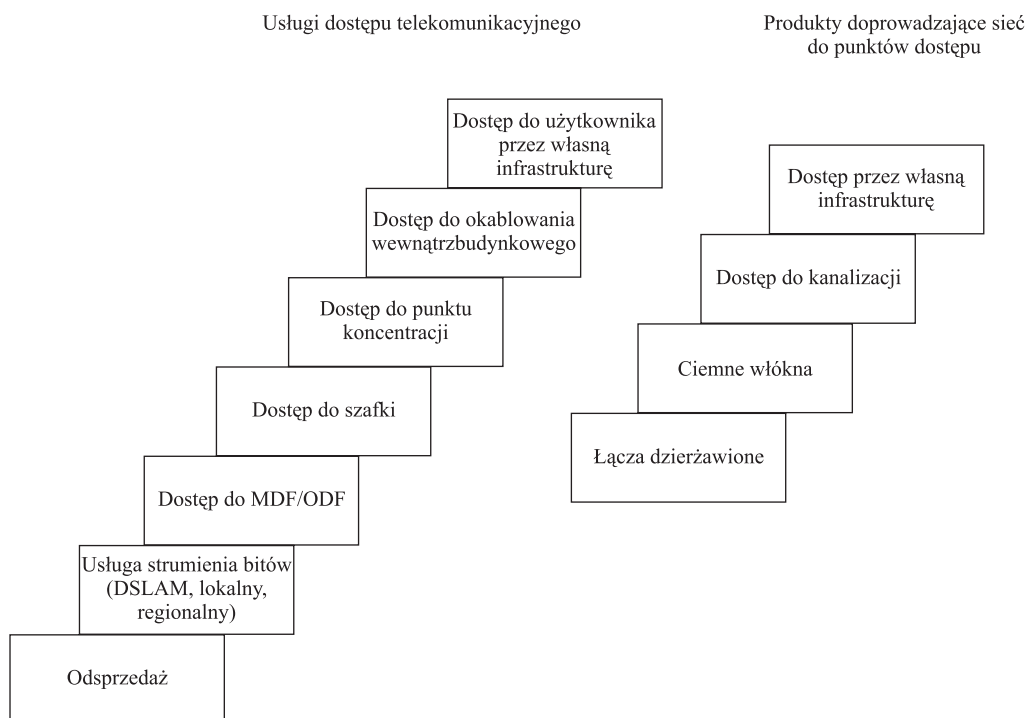 Usługi dostępu telekomunikacyjnego
Produkty doprowadzające sieć
do punktów dostępu
Dostęp do użytkownika
przez własną
infrastrukturę
Dostęp do okablowania
wewnątrzbudynkowego
Dostęp do punktu
koncentracji
Dostęp do szafki
Dostęp do MDF/ODF
Usługa strumienia bitów
(DSLAM, lokalny,
regionalny)
Odsprzedaż
Dostęp przez własną
infrastrukturę
Dostęp do kanalizacji
Ciemne włókna
Łącza dzierżawione